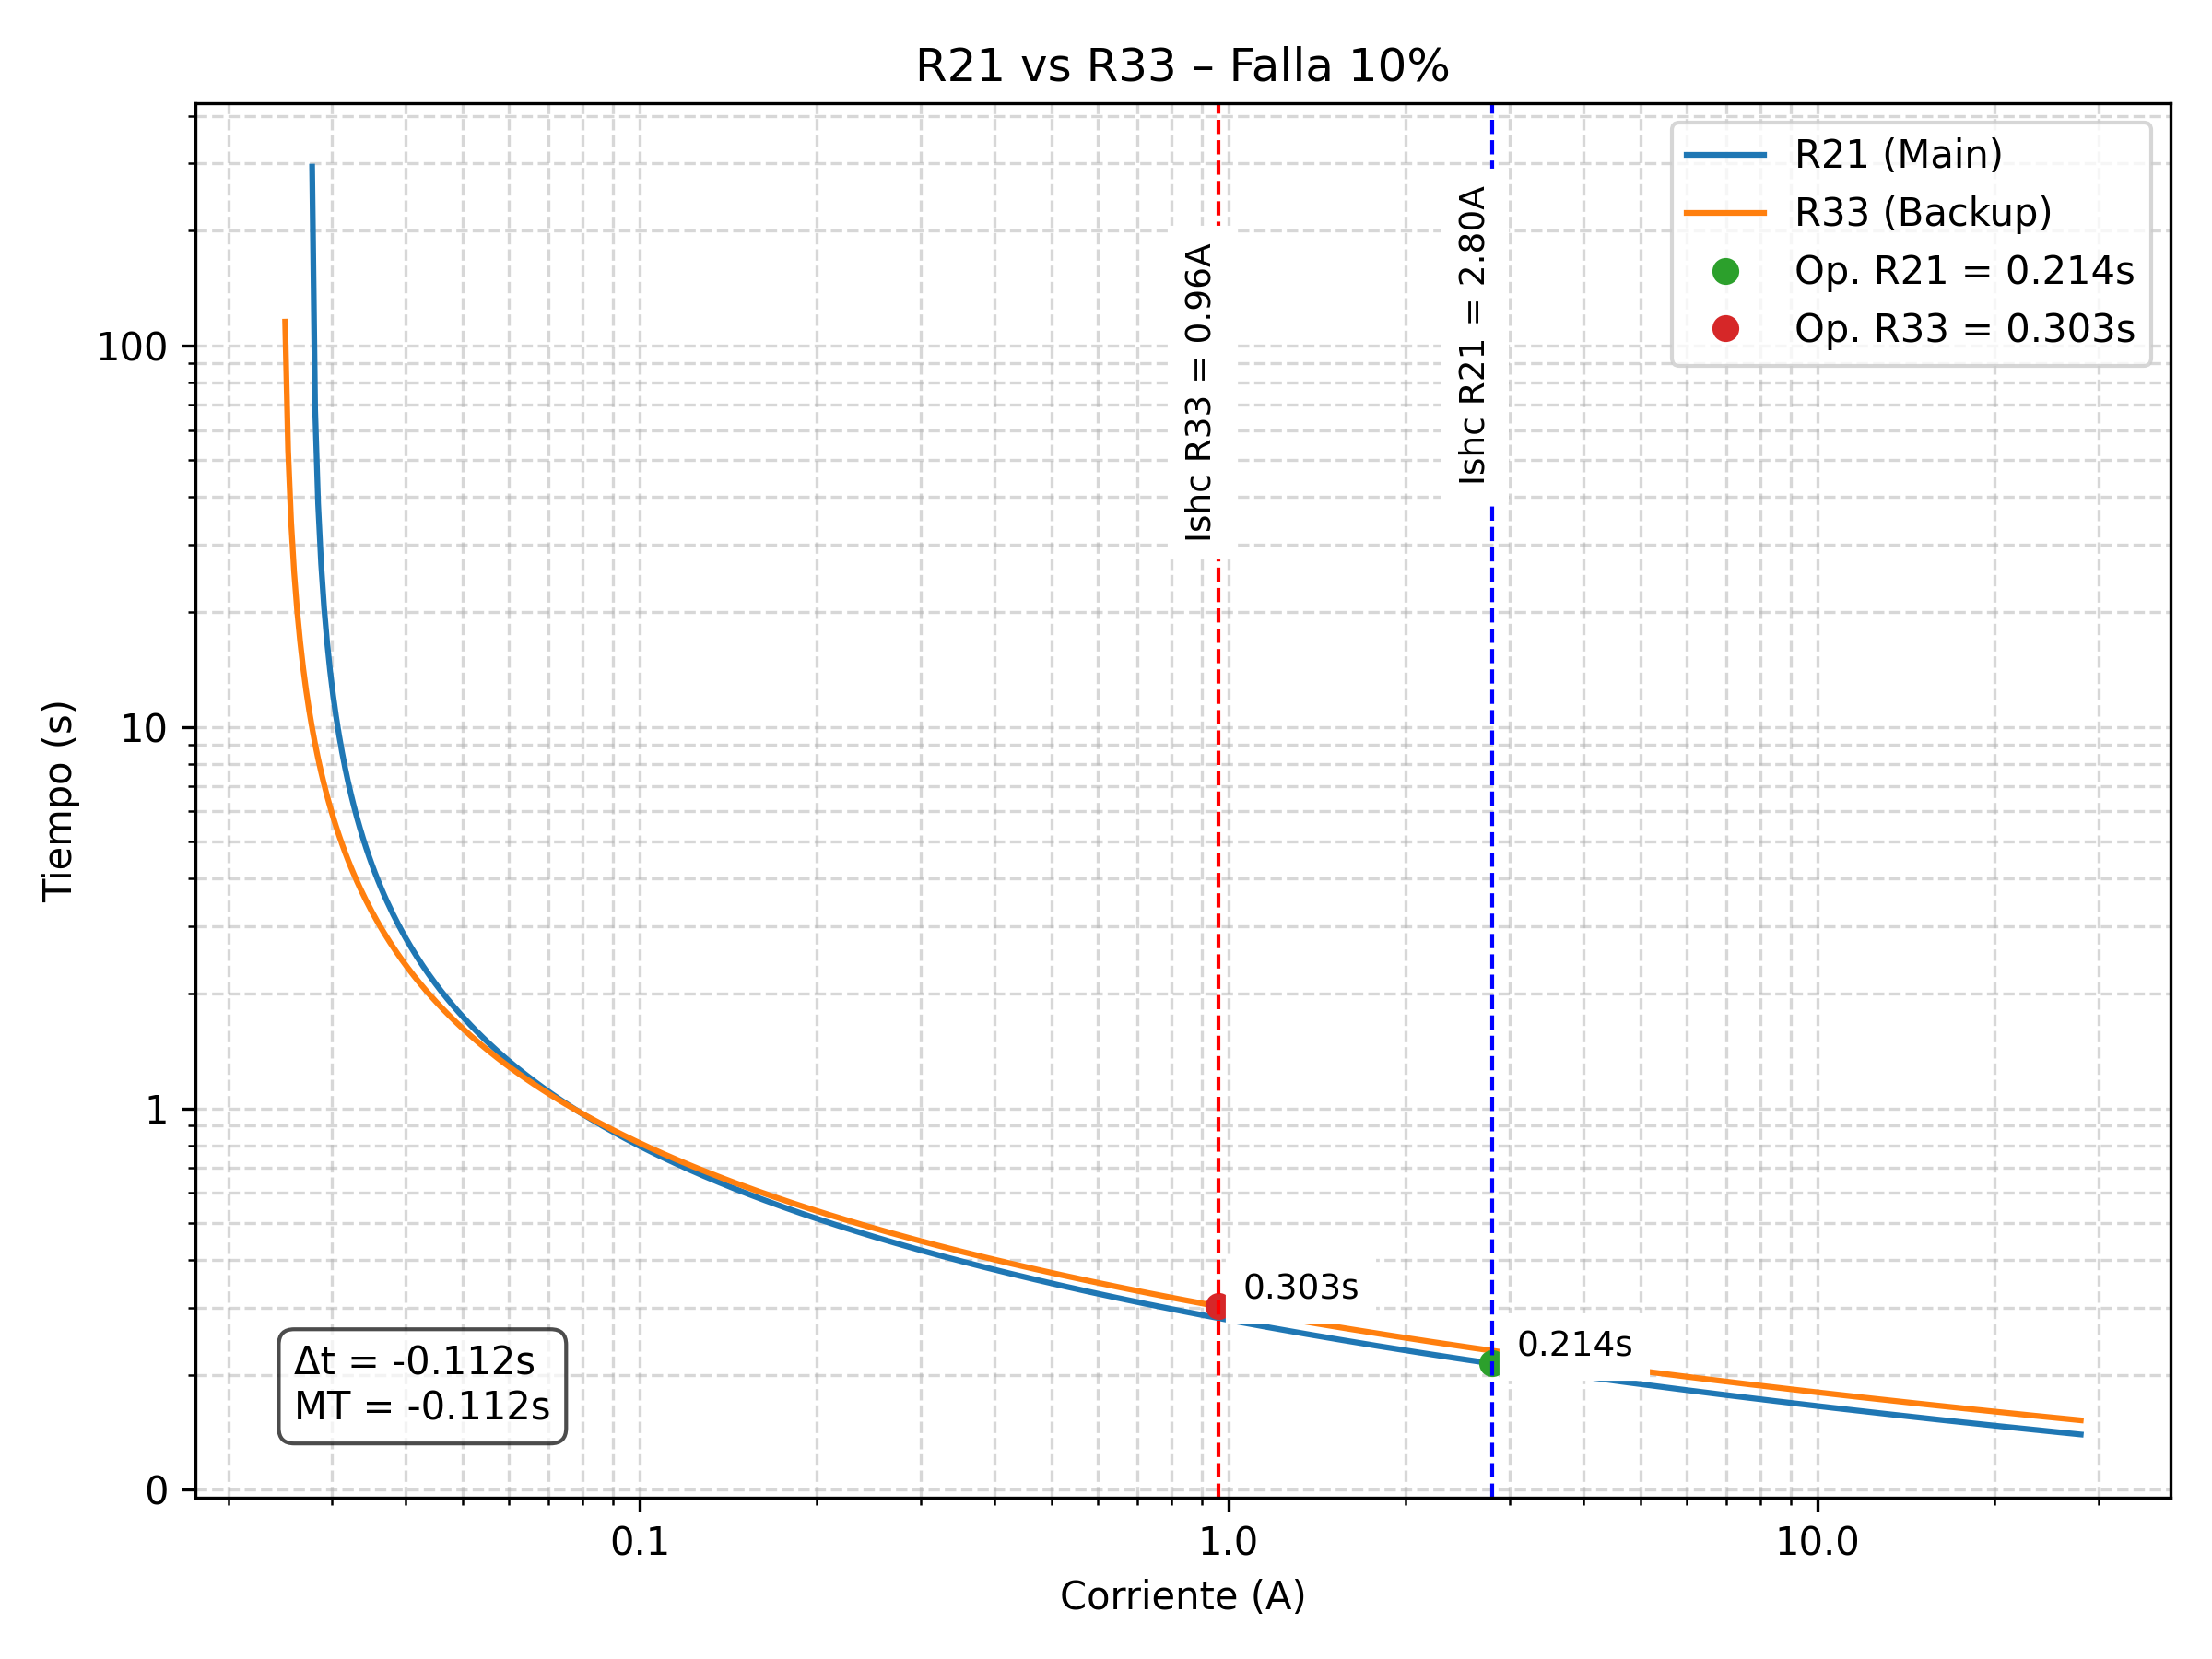 R21 vs R33 – Falla 10%
R21 (Main)
R33 (Backup)
Op. R21 = 0.214s
Op. R33 = 0.303s
Ishc R33 = 0.96A
Ishc R21 = 2.80A
Tiempo (s)
100
10
1
0
0.303s
0.214s
Δt = -0.112s
MT = -0.112s
0.1
1.0
10.0
Corriente (A)